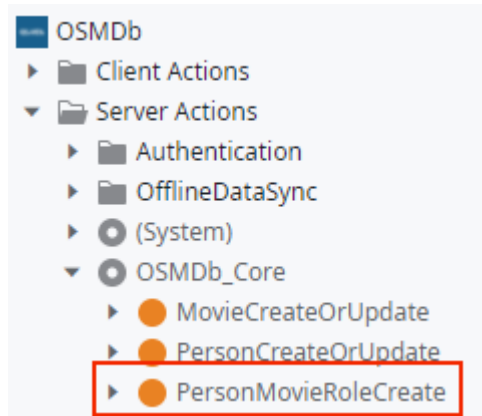 OSMDb
Client Actions
Server Actions
Authentication
OfflineDataSync
(System)
OSMDb_Core
MovieCreateOrUpdate
PersonCreateOrUpdate
PersonMovieRoleCreate